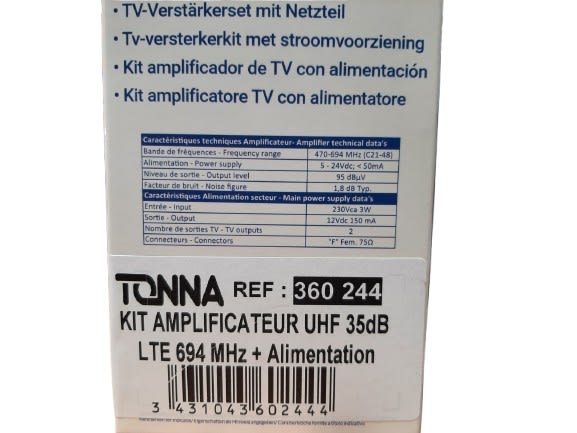 • TV-Verstärkerset mit Netzteil
• Tv-versterkerkit met stroomvoorziening
• Kit amplificador de TV con alimentación
• Kit amplificatore TV con alimentatore
Caractéristiques techniques Amplificateur- Amplifier technical data's
Bande de fréquences - Frequency range 470-694 MHz (C21-48)
Alimentation - Power supply 5 - 24Vdc; < 50mA
Niveau de sortie - Output level 95 dBµV
Facteur de bruit - Noise figure 1,8 dB Typ.
Caractéristiques Alimentation secteur - Main power supply data's
Entrée - Input 230Vca 3W
Sortie - Output 12Vdc 150 mA
Nombre de sorties TV - TV outputs 2
Connecteurs - Connectors "F" Fem. 75Ω
TONNA REF : 360 244
KIT AMPLIFICATEUR UHF 35dB
LTE 694 MHz + Alimentation
3 431043 602444